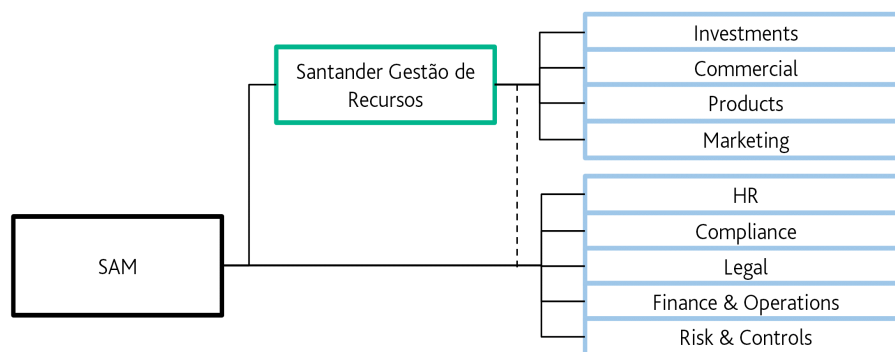 Santander Gestão de
Recursos
Investments
Commercial
Products
Marketing
SAM
HR
Compliance
Legal
Finance & Operations
Risk & Controls